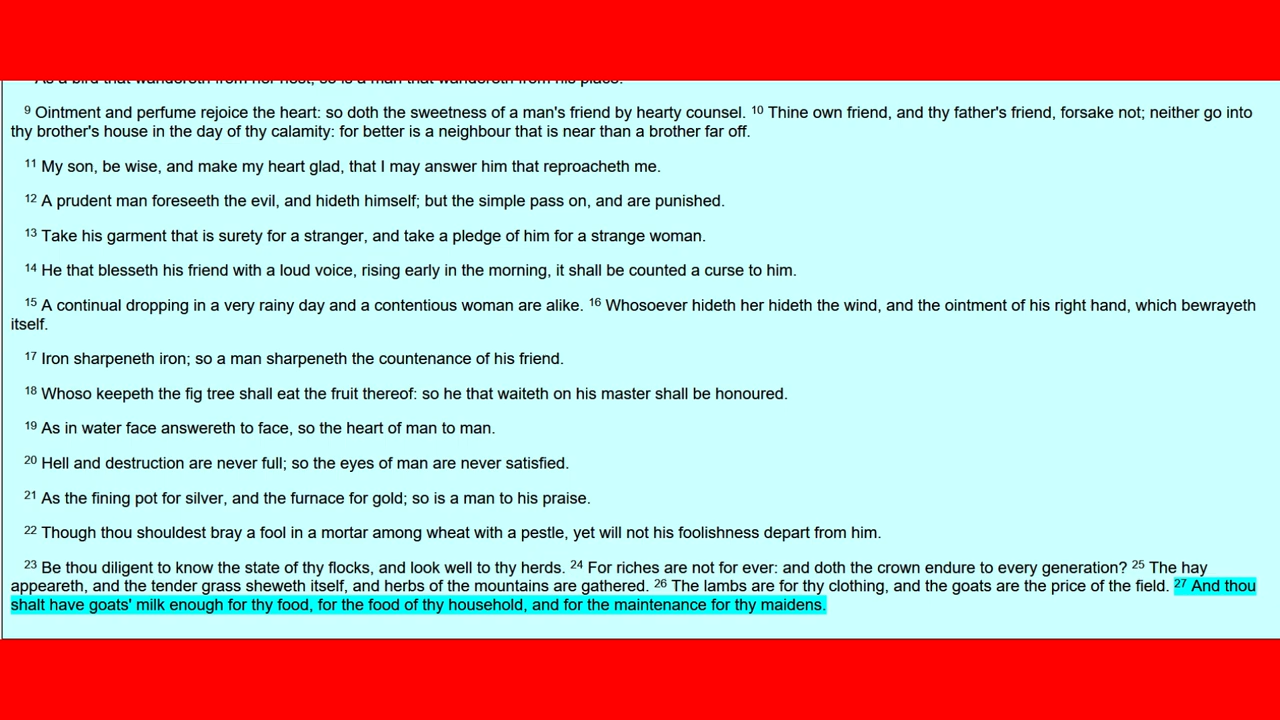 As a bird that wandereth from her nest, so is a man that wandereth from his place.
9 Ointment and perfume rejoice the heart: so doth the sweetness of a man's friend by hearty counsel. 10 Thine own friend, and thy father's friend, forsake not; neither go into
thy brother's house in the day of thy calamity: for better is a neighbour that is near than a brother far off.
11 My son, be wise, and make my heart glad, that I may answer him that reproacheth me.
12 A prudent man foreseeth the evil, and hideth himself; but the simple pass on, and are punished.
13 Take his garment that is surety for a stranger, and take a pledge of him for a strange woman.
14 He that blesseth his friend with a loud voice, rising early in the morning, it shall be counted a curse to him.
15 A continual dropping in a very rainy day and a contentious woman are alike. 16 Whosoever hideth her hideth the wind, and the ointment of his right hand, which bewrayeth
itself.
17 Iron sharpeneth iron; so a man sharpeneth the countenance of his friend.
18 Whoso keepeth the fig tree shall eat the fruit thereof: so he that waiteth on his master shall be honoured.
19 As in water face answereth to face, so the heart of man to man.
20 Hell and destruction are never full; so the eyes of man are never satisfied.
21 As the fining pot for silver, and the furnace for gold; so is a man to his praise.
22 Though thou shouldest bray a fool in a mortar among wheat with a pestle, yet will not his foolishness depart from him.
23 Be thou diligent to know the state of thy flocks, and look well to thy herds. 24 For riches are not for ever: and doth the crown endure to every generation? 25 The hay
appeareth, and the tender grass sheweth itself, and herbs of the mountains are gathered. 26 The lambs are for thy clothing, and the goats are the price of the field. 27 And thou
shalt have goats' milk enough for thy food, for the food of thy household, and for the maintenance for thy maidens.